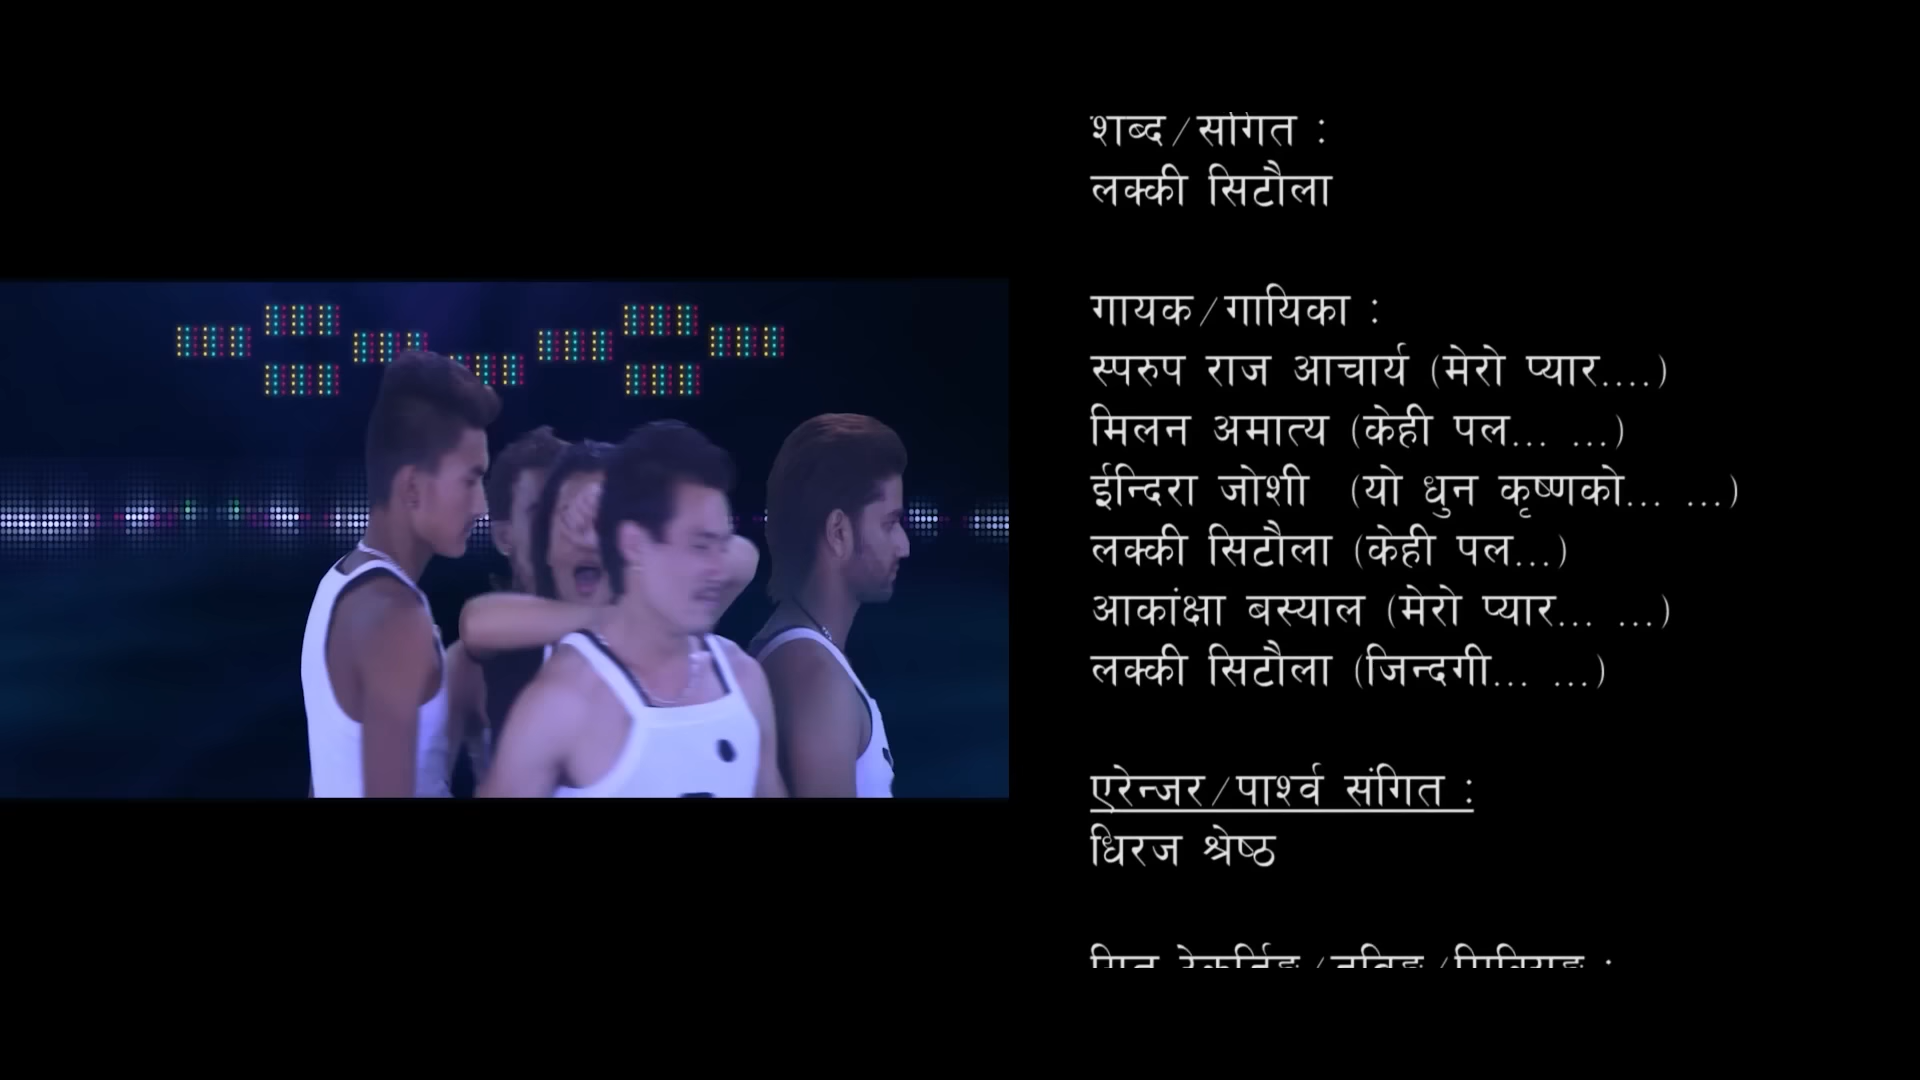 शब्द/संगित :
लक्की सिटौला
गायक/गायिका :
स्परुप राज आचार्य (मेरो प्यार....)
मिलन अमात्य (केही पल... ...)
ईन्दिरा जोशी (यो धुन कृष्णको... ...)
लक्की सिटौला (केही पल...)
आकांक्षा बस्याल (मेरो प्यार... ...)
लक्की सिटौला (जिन्दगी... ...)
एरेन्जर/पार्श्व संगित :
धिरज श्रेष्ठ